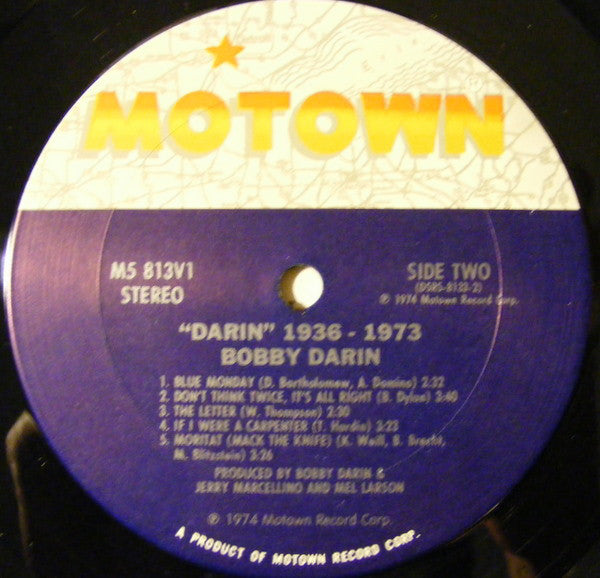 MOTOWN
M5 813V1
STEREO
SIDE TWO
(DSRS-8123-2)
℗ 1974 Motown Record Corp.
"DARIN" 1936 - 1973
BOBBY DARIN
1. BLUE MONDAY (D. Bartholomew, A. Domino) 2:32
2. DON'T THINK TWICE, IT'S ALL RIGHT (B. Dylan) 3:40
3. THE LETTER (W. Thompson) 2:30
4. IF I WERE A CARPENTER (T. Hardin) 2:23
5. MORITAT (MACK THE KNIFE) (K. Weill, B. Brecht,
M. Blitzstein) 3:26
PRODUCED BY BOBBY DARIN &
JERRY MARCELLINO AND MEL LARSON
℗ 1974 Motown Record Corp.
A PRODUCT OF MOTOWN RECORD CORP.